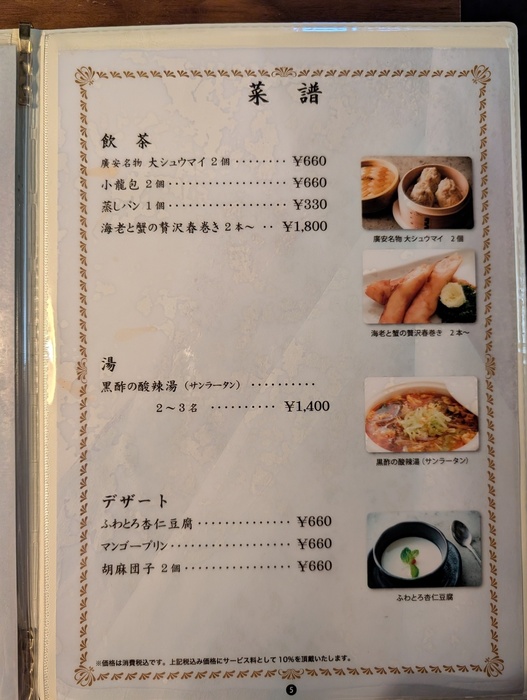 菜 譜
飲 茶
廣安名物 大シュウマイ 2個 ········ ¥660
小龍包 2個 ·················· ¥660
蒸しパン 1個 ················· ¥330
海老と蟹の贅沢春巻き 2本～ ·· ¥1,800
廣安名物 大シュウマイ 2個
海老と蟹の贅沢春巻き 2本～
湯
黒酢の酸辣湯(サンラータン) ··········
2～3名 ·········· ¥1,400
黒酢の酸辣湯(サンラータン)
デザート
ふわとろ杏仁豆腐 ··············· ¥660
マンゴープリン ·················· ¥660
胡麻団子 2個 ················ ¥660
ふわとろ杏仁豆腐
※価格は消費税込です。上記税込み価格にサービス料として10%を頂戴いたします。
5